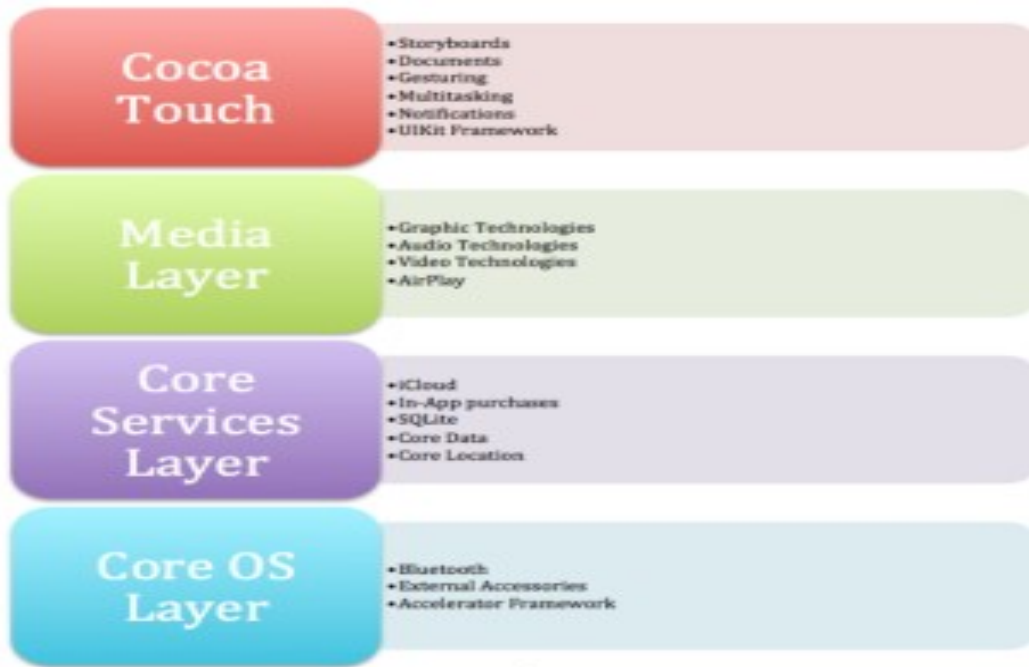 Cocoa
Touch
•Storyboards
•Documents
•Gesturing
•Multitasking
•Notifications
•UIKit Framework
Media
Layer
•Graphic Technologies
•Audio Technologies
•Video Technologies
•AirPlay
Core
Services
Layer
•iCloud
•In-App purchases
•SQLite
•Core Data
•Core Location
Core OS
Layer
•Bluetooth
•External Accessories
•Accelerator Framework